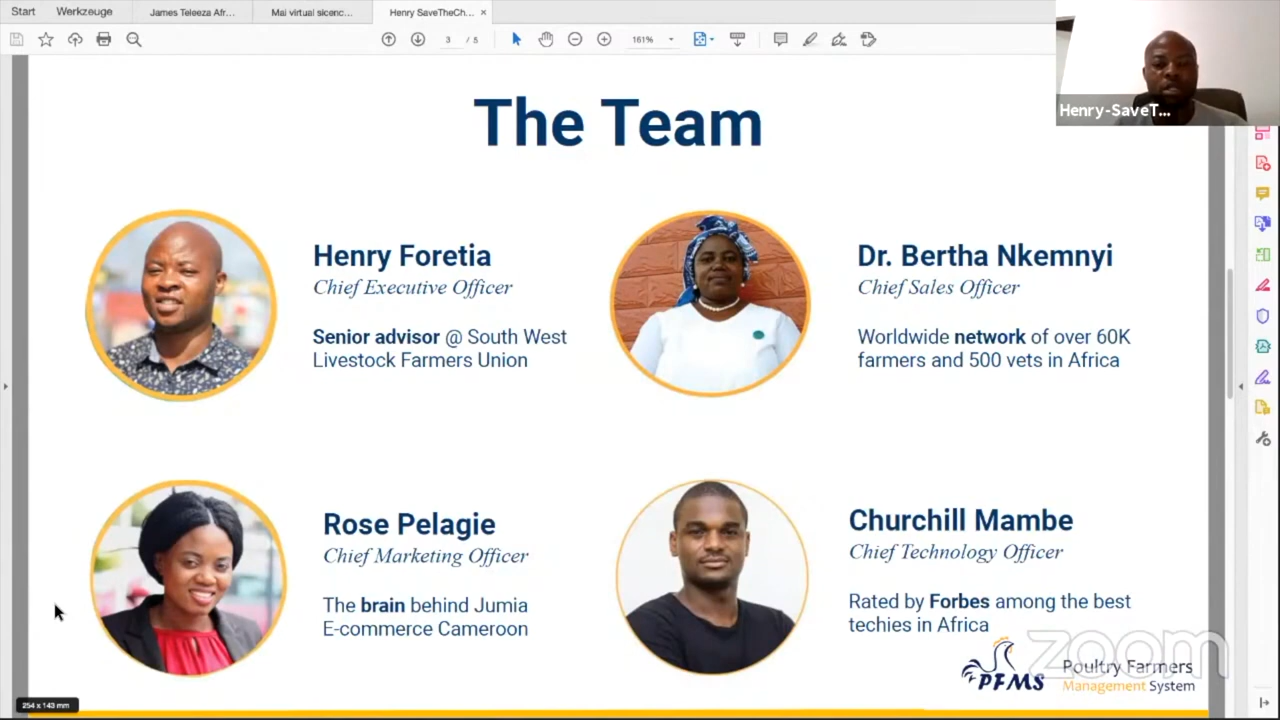 Start
Werkzeuge
James Teleeza Afr...
Mai virtual sicenc...
Henry SaveTheCh...
×
3 / 5
161%
Henry-SaveT...
The Team
Henry Foretia
Chief Executive Officer
Senior advisor @ South West
Livestock Farmers Union
Dr. Bertha Nkemnyi
Chief Sales Officer
Worldwide network of over 60K
farmers and 500 vets in Africa
Rose Pelagie
Chief Marketing Officer
The brain behind Jumia
E-commerce Cameroon
Churchill Mambe
Chief Technology Officer
Rated by Forbes among the best
techies in Africa
zoom
PFMS
Poultry Farmers
Management System
254 x 143 mm